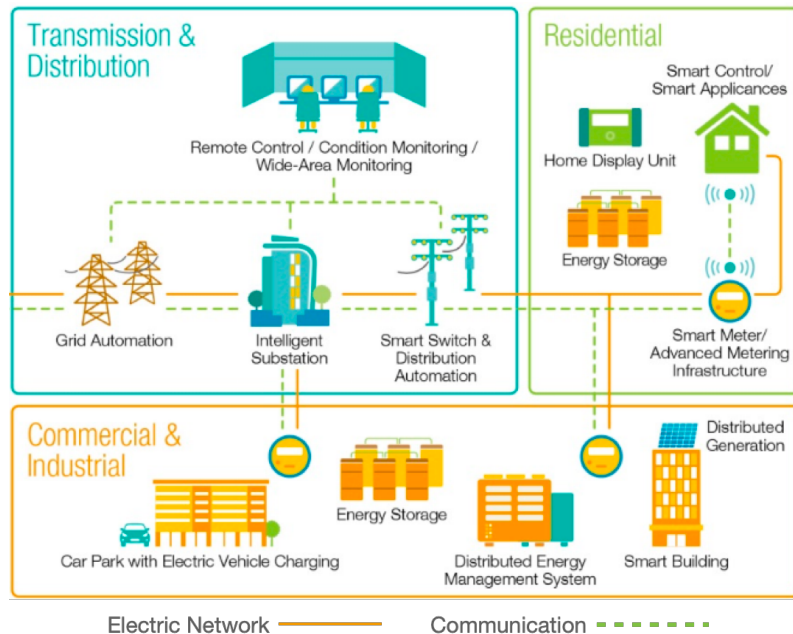 Transmission &
Distribution
Remote Control / Condition Monitoring /
Wide-Area Monitoring
Grid Automation
Intelligent
Substation
Smart Switch &
Distribution
Automation
Residential
Smart Control/
Smart Applicances
Home Display Unit
Energy Storage
Smart Meter/
Advanced Metering
Infrastructure
Commercial &
Industrial
Car Park with Electric Vehicle Charging
Energy Storage
Distributed Energy
Management System
Distributed
Generation
Smart Building
Electric Network
Communication